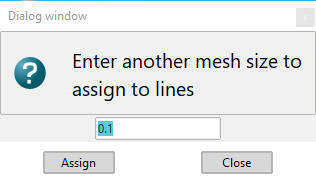 Dialog window
Enter another mesh size to
assign to lines
0.1
Assign
Close